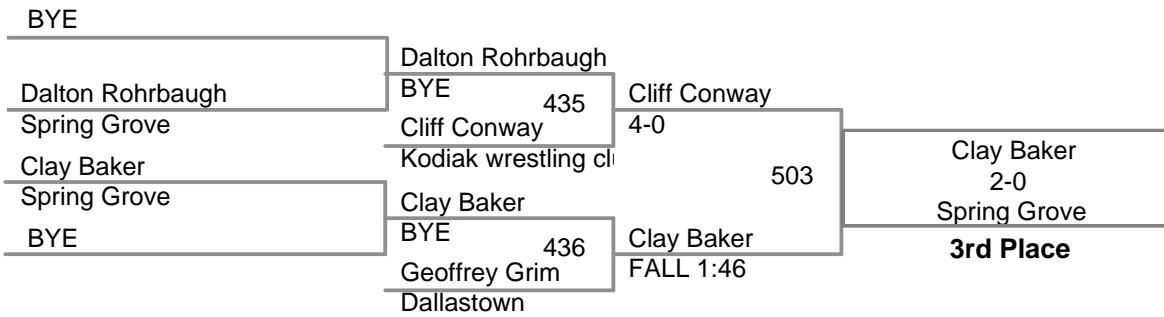 BYE
Dalton Rohrbaugh
Dalton Rohrbaugh
BYE
435
Cliff Conway
Spring Grove
Cliff Conway
4-0
Clay Baker
Kodiak wrestling clu
503
Clay Baker
2-0
Spring Grove
Spring Grove
Clay Baker
BYE
BYE
436
Clay Baker
3rd Place
Geoffrey Grim
FALL 1:46
Dallastown